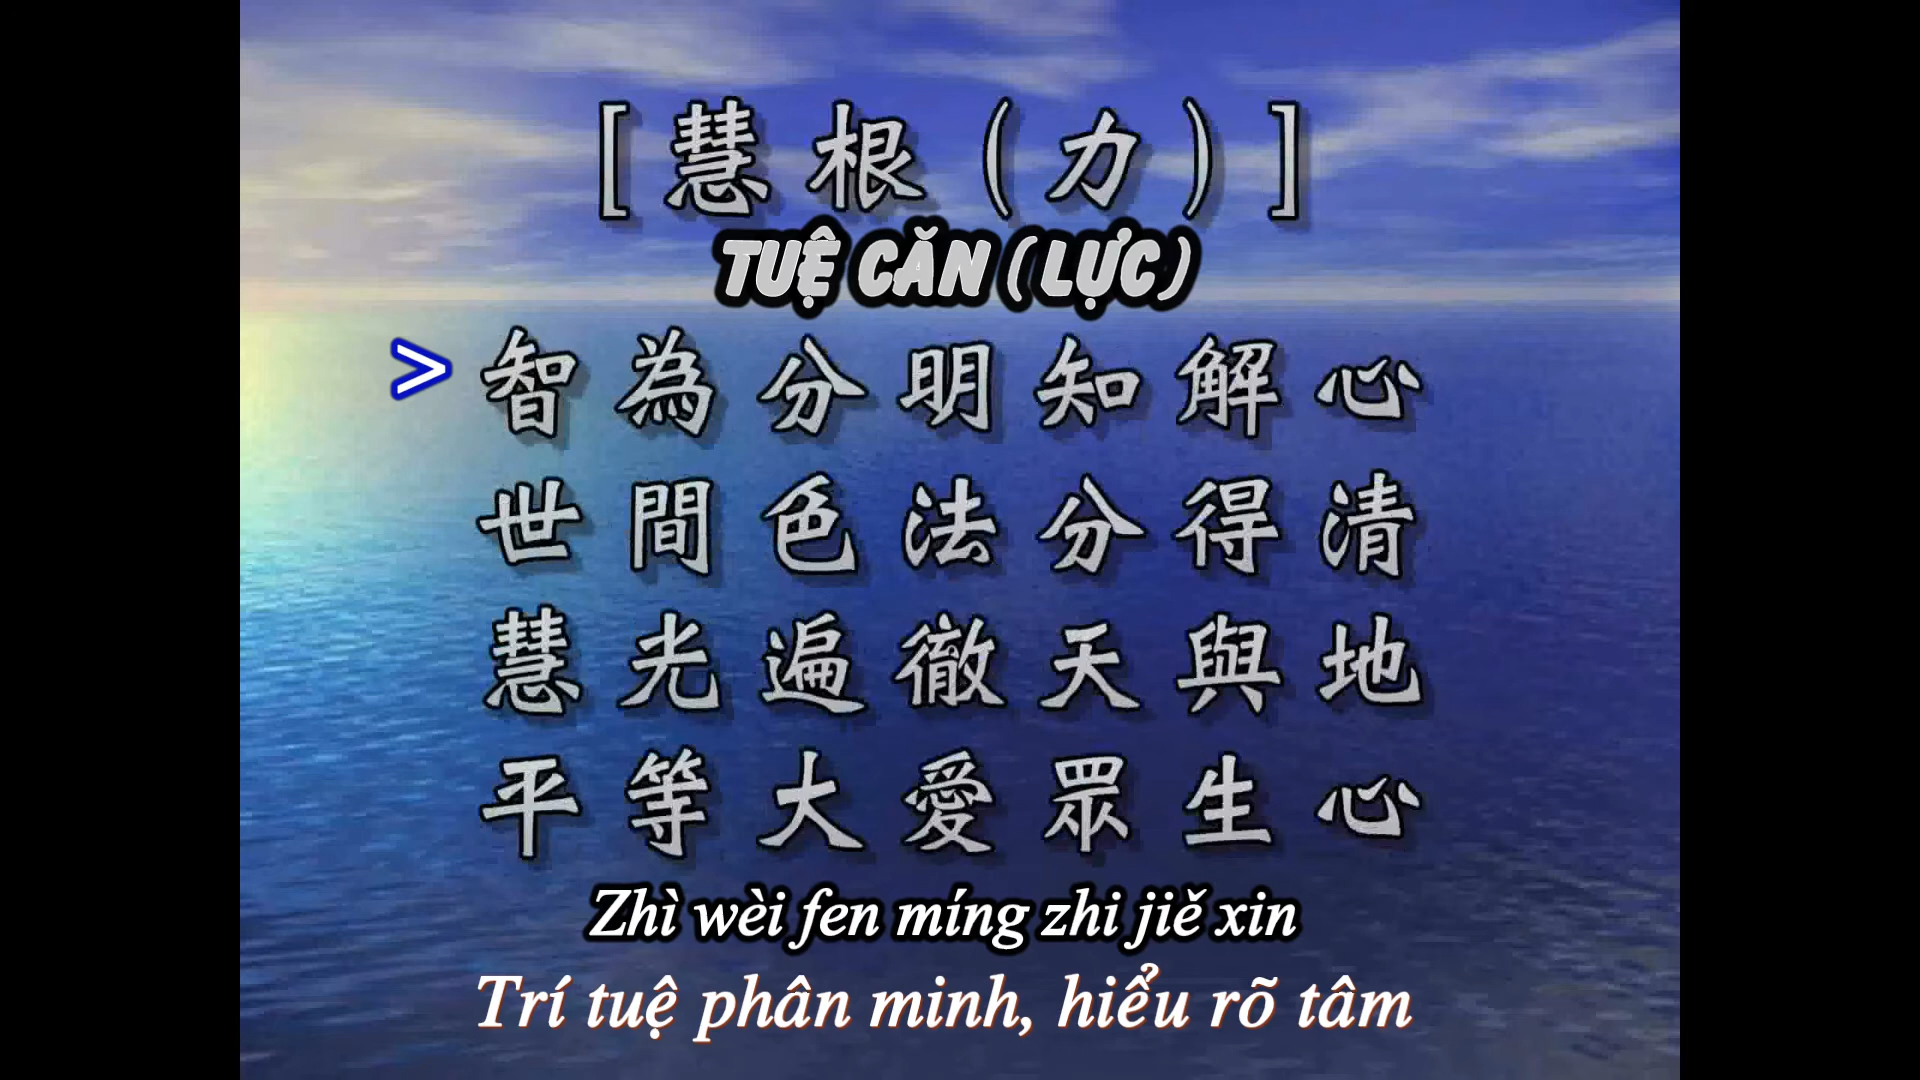 [慧根(力)]
TUỆ CĂN (LỰC)
> 智為分明知解心
世間色法分得清
慧光遍徹天與地
平等大愛眾生心
Zhì wèi fen míng zhi jiě xin
Trí tuệ phân minh, hiểu rõ tâm